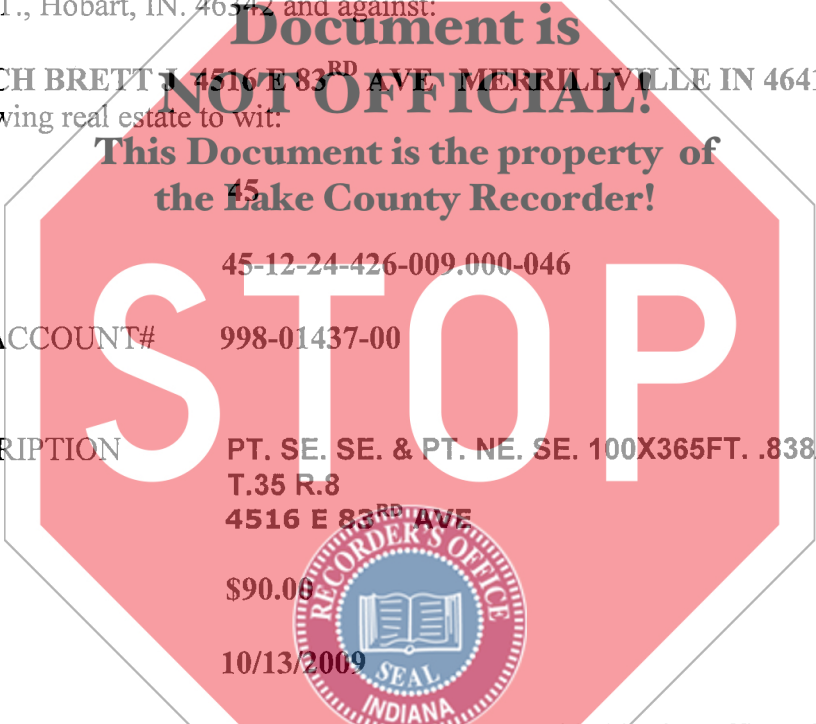 T., Hobart, IN. 46342 and against:
Document is
CH BRETT J 4516 E 83RD AVE MERRILLVILLE IN 4641
NOT OFFICIAL!
wing real estate to wit:
This Document is the property of
45
the Lake County Recorder!
45-12-24-426-009.000-046
STOP
ACCOUNT# 998-01437-00
RIPTION PT. SE. SE. & PT. NE. SE. 100X365FT. .838
T.35 R.8
4516 E 83RD AVE
$90.00
10/13/2009
RECORDER'S OFFICE
SEAL
INDIANA